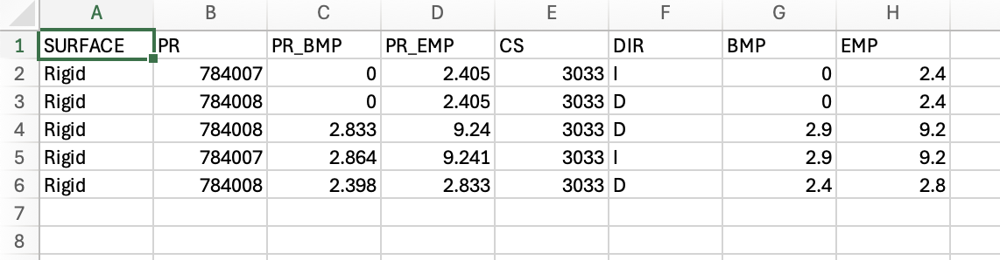 A B C D E F G H
1 SURFACE PR PR_BMP PR_EMP CS DIR BMP EMP
2 Rigid 784007 0 2.405 3033 I 0 2.4
3 Rigid 784008 0 2.405 3033 D 0 2.4
4 Rigid 784008 2.833 9.24 3033 D 2.9 9.2
5 Rigid 784007 2.864 9.241 3033 I 2.9 9.2
6 Rigid 784008 2.398 2.833 3033 D 2.4 2.8
7
8